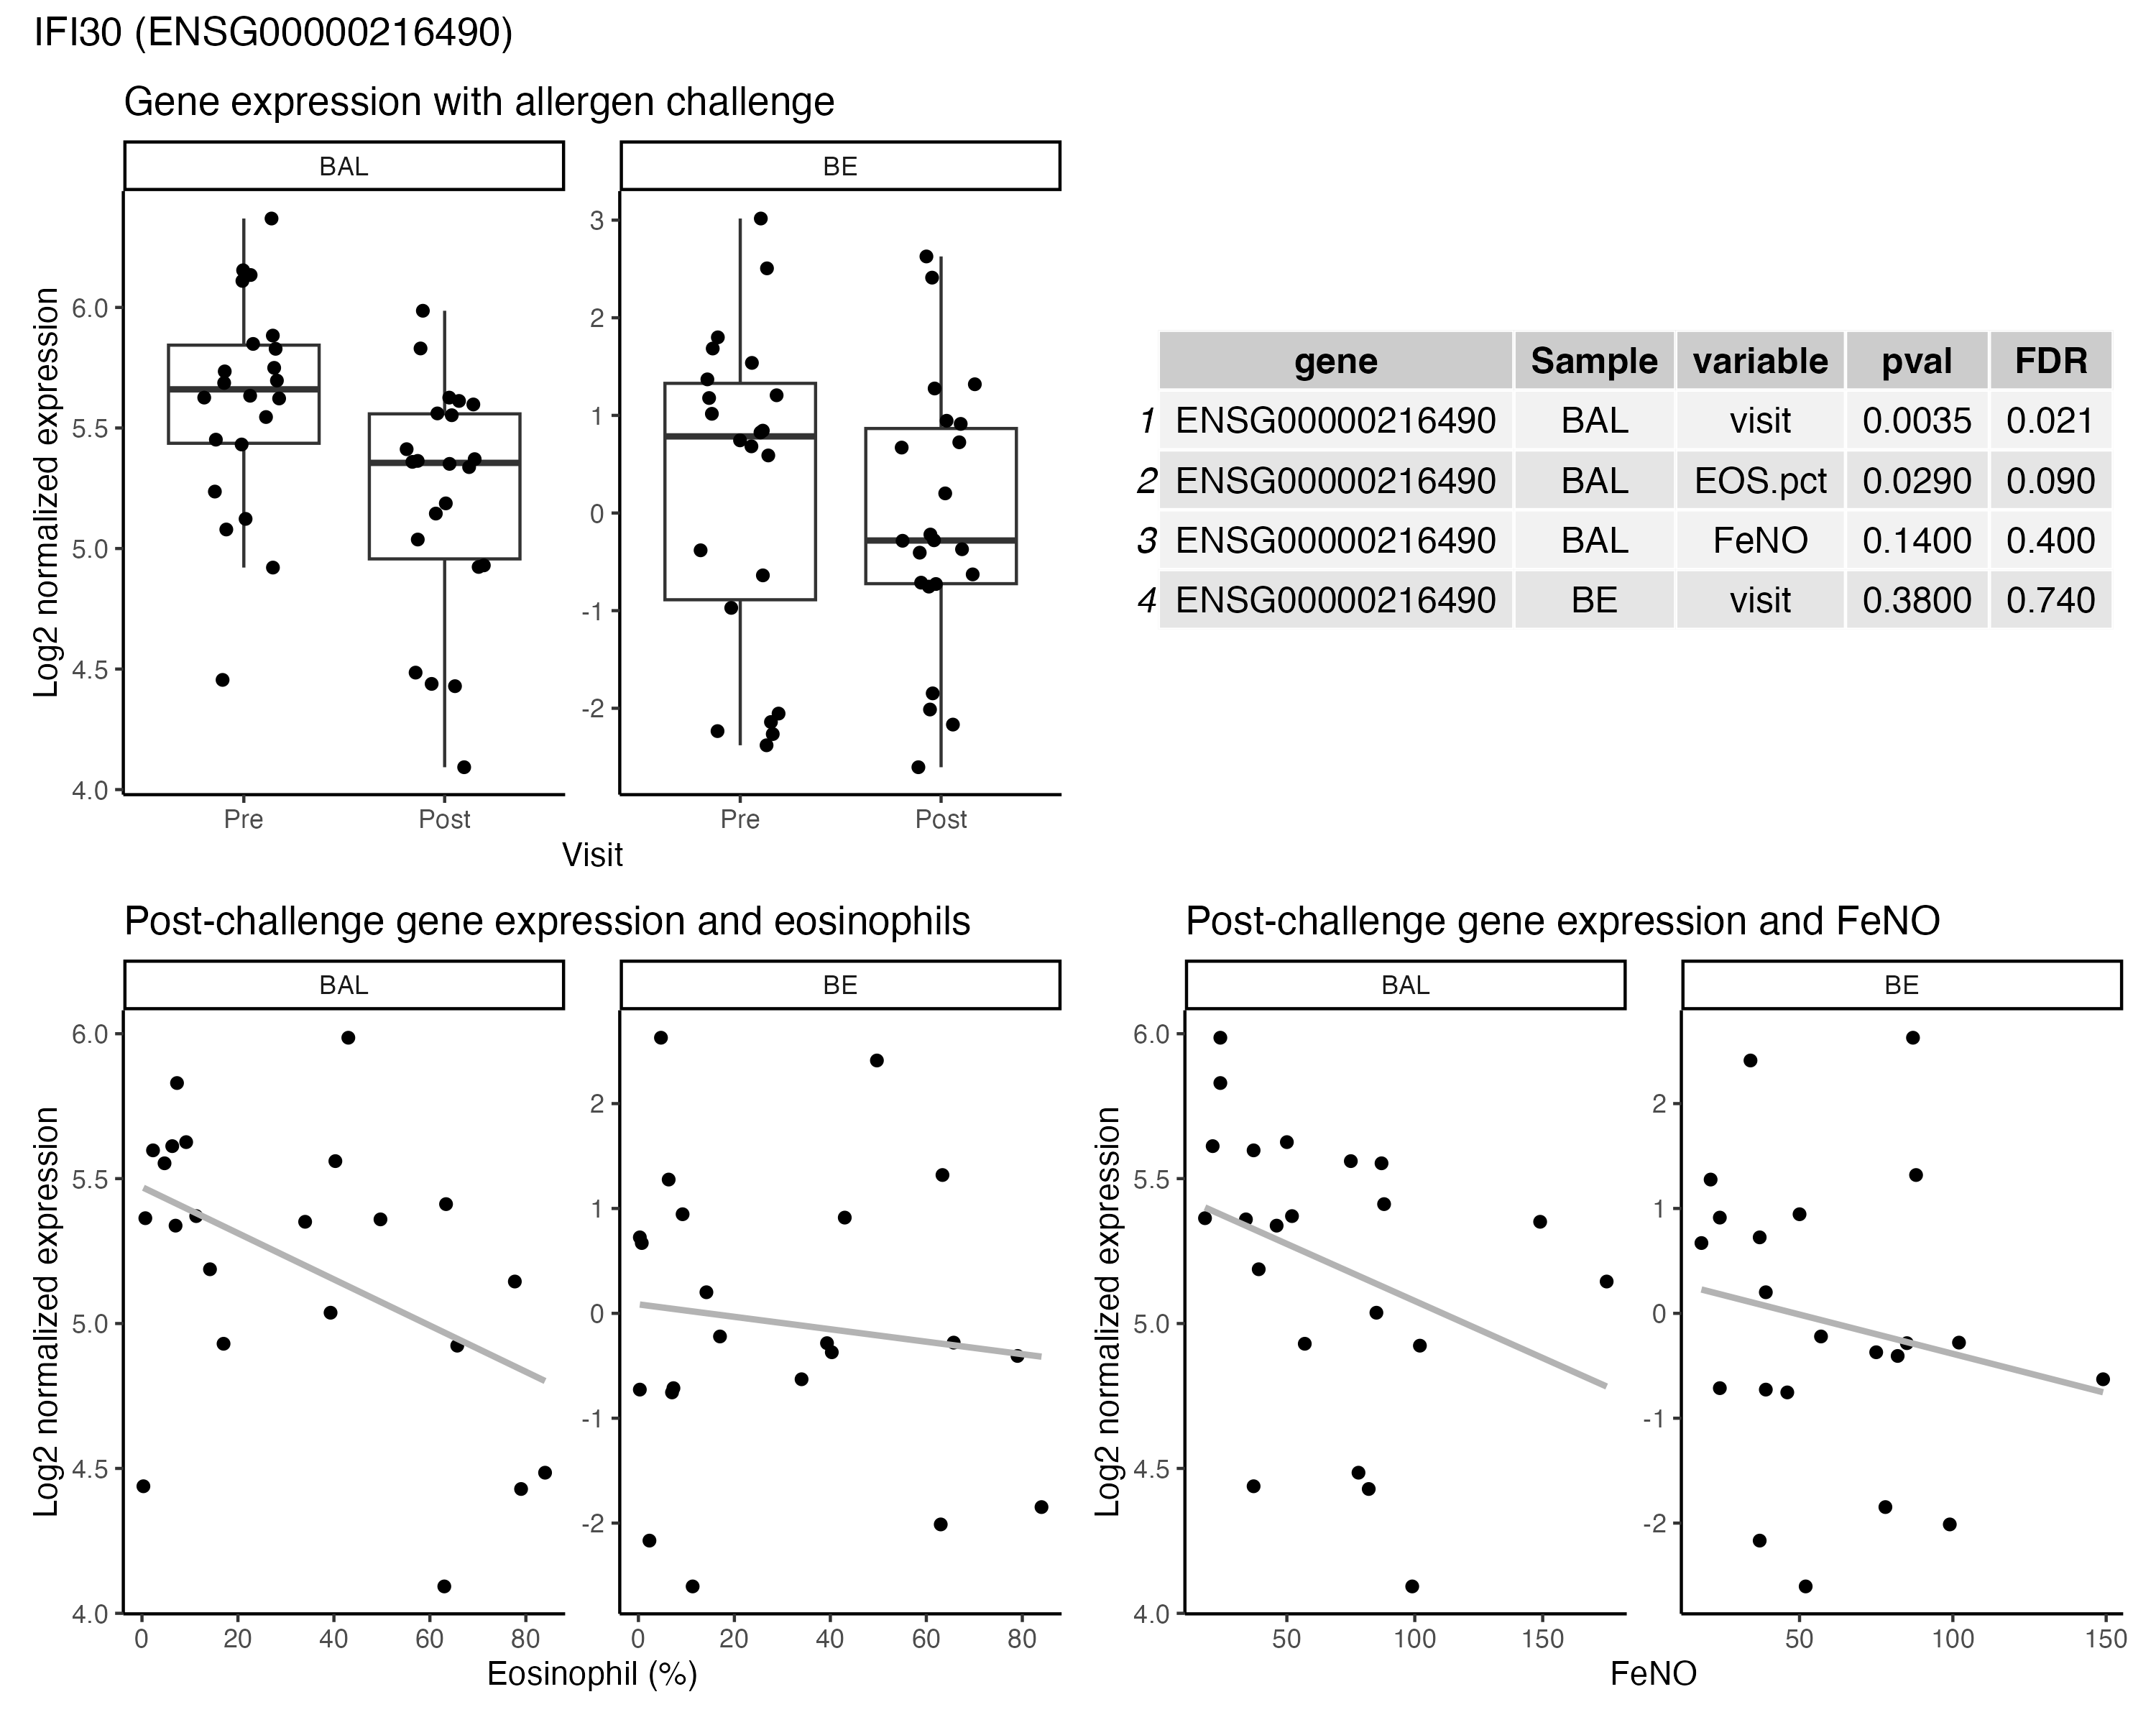 IFI30 (ENSG00000216490)
Gene expression with allergen challenge
BAL
BE
Log2 normalized expression
6.0
5.5
5.0
4.5
4.0
3
2
1
0
-1
-2
Pre
Post
Pre
Post
Visit
gene Sample variable pval FDR
1 ENSG00000216490 BAL visit 0.0035 0.021
2 ENSG00000216490 BAL EOS.pct 0.0290 0.090
3 ENSG00000216490 BAL FeNO 0.1400 0.400
4 ENSG00000216490 BE visit 0.3800 0.740
Post-challenge gene expression and eosinophils
BAL
BE
Log2 normalized expression
6.0
5.5
5.0
4.5
4.0
2
1
0
-1
-2
0 20 40 60 80
0 20 40 60 80
Eosinophil (%)
Post-challenge gene expression and FeNO
BAL
BE
Log2 normalized expression
6.0
5.5
5.0
4.5
4.0
2
1
0
-1
-2
50 100 150
50 100 150
FeNO